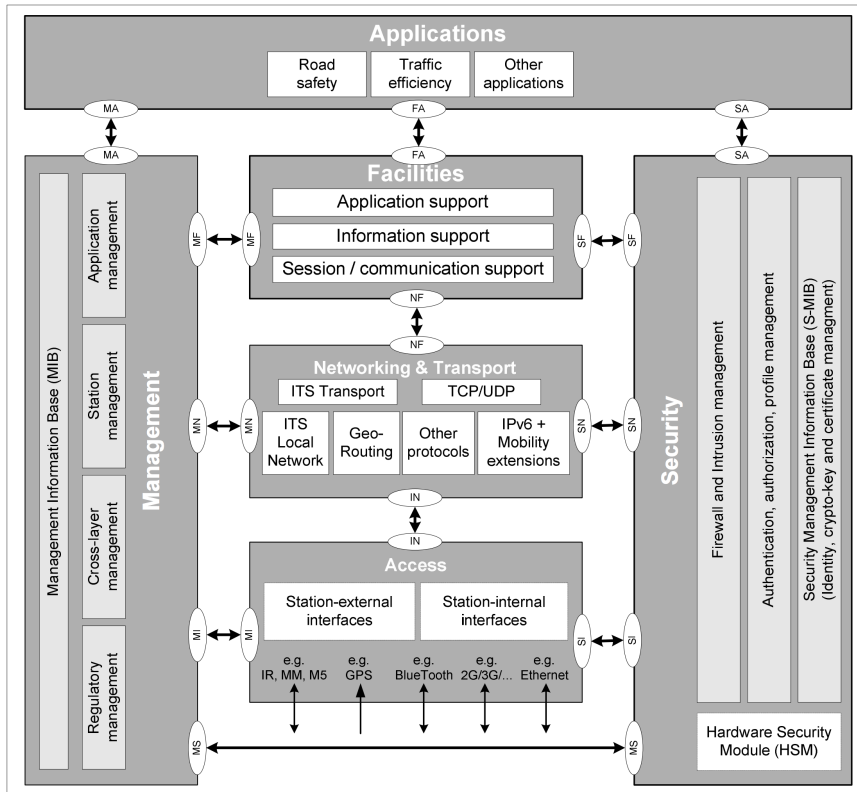 Applications
Road
safety
Traffic
efficiency
Other
applications
MA
FA
SA
MA
FA
SA
Management
Management Information Base (MIB)
Application
management
Station
management
Cross-layer
management
Regulatory
management
MF
MF
MN
MN
MI
MI
MS
Facilities
Application support
Information support
Session / communication support
NF
NF
Networking & Transport
ITS Transport
TCP/UDP
ITS
Local
Network
Geo-
Routing
Other
protocols
IPv6 +
Mobility
extensions
IN
IN
Access
Station-external
interfaces
Station-internal
interfaces
e.g.
IR, MM, M5
e.g.
GPS
e.g.
BlueTooth
e.g.
2G/3G/...
e.g.
Ethernet
SF
SF
SN
SN
SI
SI
MS
Security
Firewall and Intrusion management
Authentication, authorization, profile management
Security Management Information Base (S-MIB)
(Identity, crypto-key and certificate managment)
Hardware Security
Module (HSM)